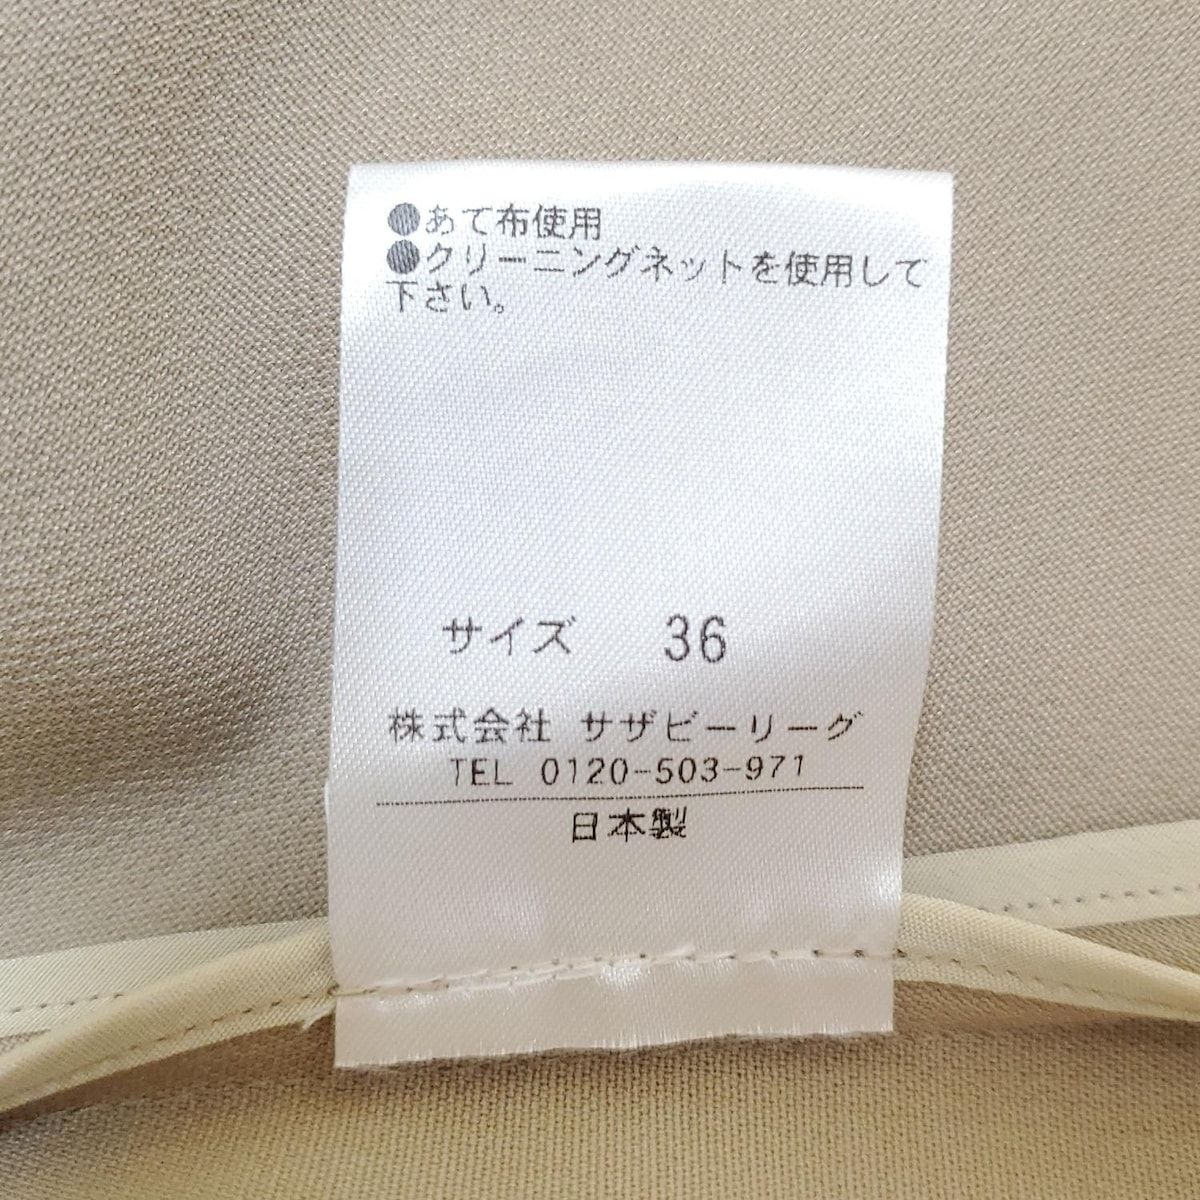 ●あて布使用
●クリーニングネットを使用して
下さい。
サイズ 36
株式会社 サザビーリーグ
TEL 0120-503-971
日本製